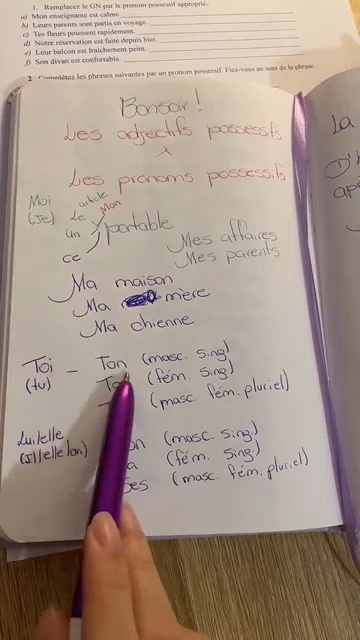 1. Remplacez le GN par le pronom possessif approprié.
a) Mon enseignante est calme.
b) Leurs parents sont partis en voyage.
c) Tes fleurs poussent rapidement.
d) Notre réservation est faite depuis hier.
e) Leur balcon est fraîchement peint.
f) Son divan est confortable.
2 Complétez les phrases suivantes par un pronom possessif. Fiez-vous au sens de la phrase.
Bonsoir!
Les adjectifs possessifs
x
Les pronoms possessifs
Moi article Mon
(Je) Le
un portable
ce
Mes affaires
Mes parents
Ma maison
Ma mère
Ma chienne
Toi - Ton (masc. sing)
(tu) (fém. sing)
(masc. fém. pluriel)
Lui/elle (masc. sing)
(Il/elle/on) (fém. sing)
(masc. fém. pluriel)
La